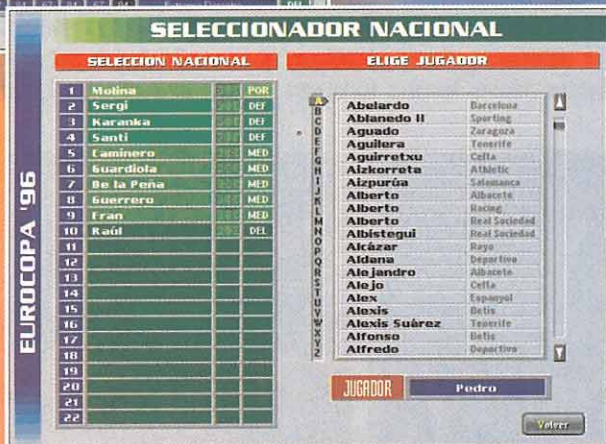 SELECCIONADOR NACIONAL
SELECCION NACIONAL
ELIGE JUGADOR
EUROCOPA '96
1 Molina POR
2 Sergi DEF
3 Karanka DEF
4 Santi DEF
5 Caminero MED
6 Guardiola MED
7 De la Peña MED
8 Guerrero MED
9 Fran MED
10 Raúl DEL
11
12
13
14
15
16
17
18
19
20
21
22
A
B
C
D
E
F
G
H
I
J
K
L
M
N
O
P
Q
R
S
T
U
V
W
X
Y
Z
Abelardo Barcelona
Ablanedo II Sporting
Aguado Zaragoza
Aguilera Tenerife
Aguirretxu Celta
Aizkorreta Athletic
Aizpurúa Salamanca
Alberto Albacete
Alberto Racing
Alberto Real Sociedad
Albistegui Real Sociedad
Alcázar Rayo
Aldana Deportivo
Alejandro Albacete
Alejo Celta
Alex Espanyol
Alexis Betis
Alexis Suárez Tenerife
Alfonso Betis
Alfredo Deportivo
JUGADOR Pedro
Volver